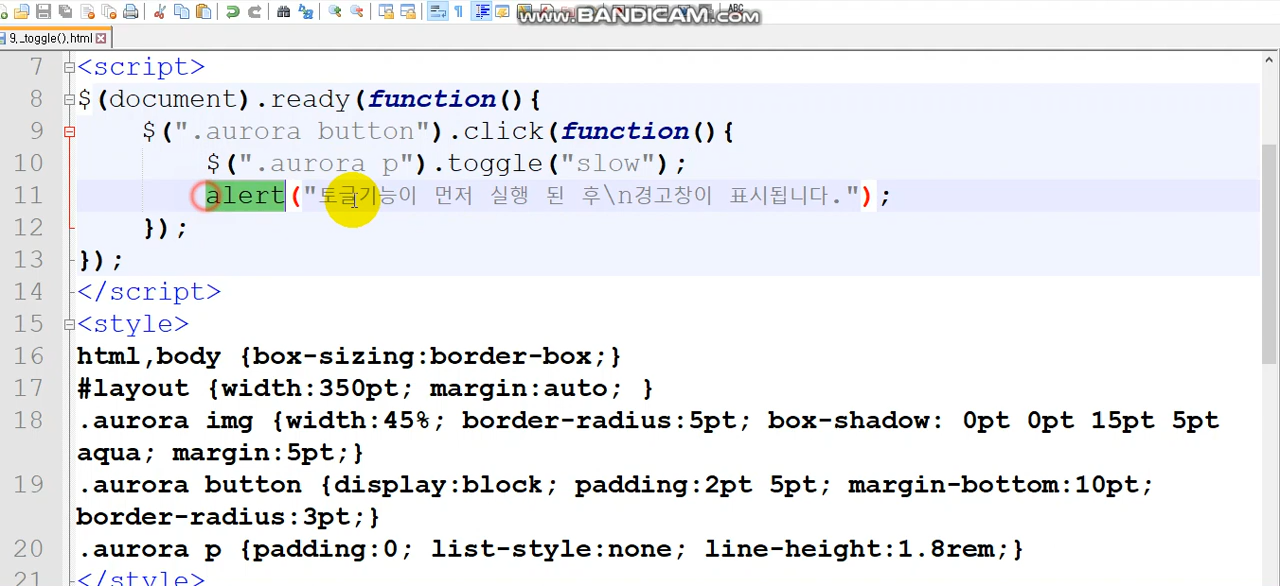 www.BANDICAM.com
9._toggle().html
7 <script>
8 $(document).ready(function(){
9 $(".aurora button").click(function(){
10 $(".aurora p").toggle("slow");
11 alert("토글기능이 먼저 실행 된 후\n경고창이 표시됩니다.");
12 });
13 });
14 </script>
15 <style>
16 html,body {box-sizing:border-box;}
17 #layout {width:350pt; margin:auto; }
18 .aurora img {width:45%; border-radius:5pt; box-shadow: 0pt 0pt 15pt 5pt
aqua; margin:5pt;}
19 .aurora button {display:block; padding:2pt 5pt; margin-bottom:10pt;
border-radius:3pt;}
20 .aurora p {padding:0; list-style:none; line-height:1.8rem;}
21 </style>